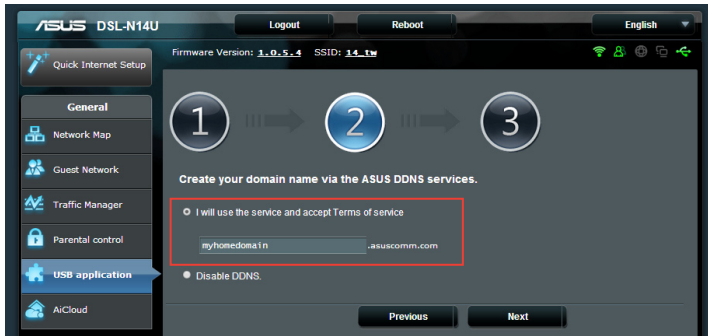 ASUS DSL-N14U Logout Reboot English
Firmware Version: 1.0.5.4 SSID: 14_tw
Quick Internet Setup
General
Network Map
Guest Network
Traffic Manager
Parental control
USB application
AiCloud
1 2 3
Create your domain name via the ASUS DDNS services.
I will use the service and accept Terms of service
myhomedomain .asuscomm.com
Disable DDNS.
Previous Next